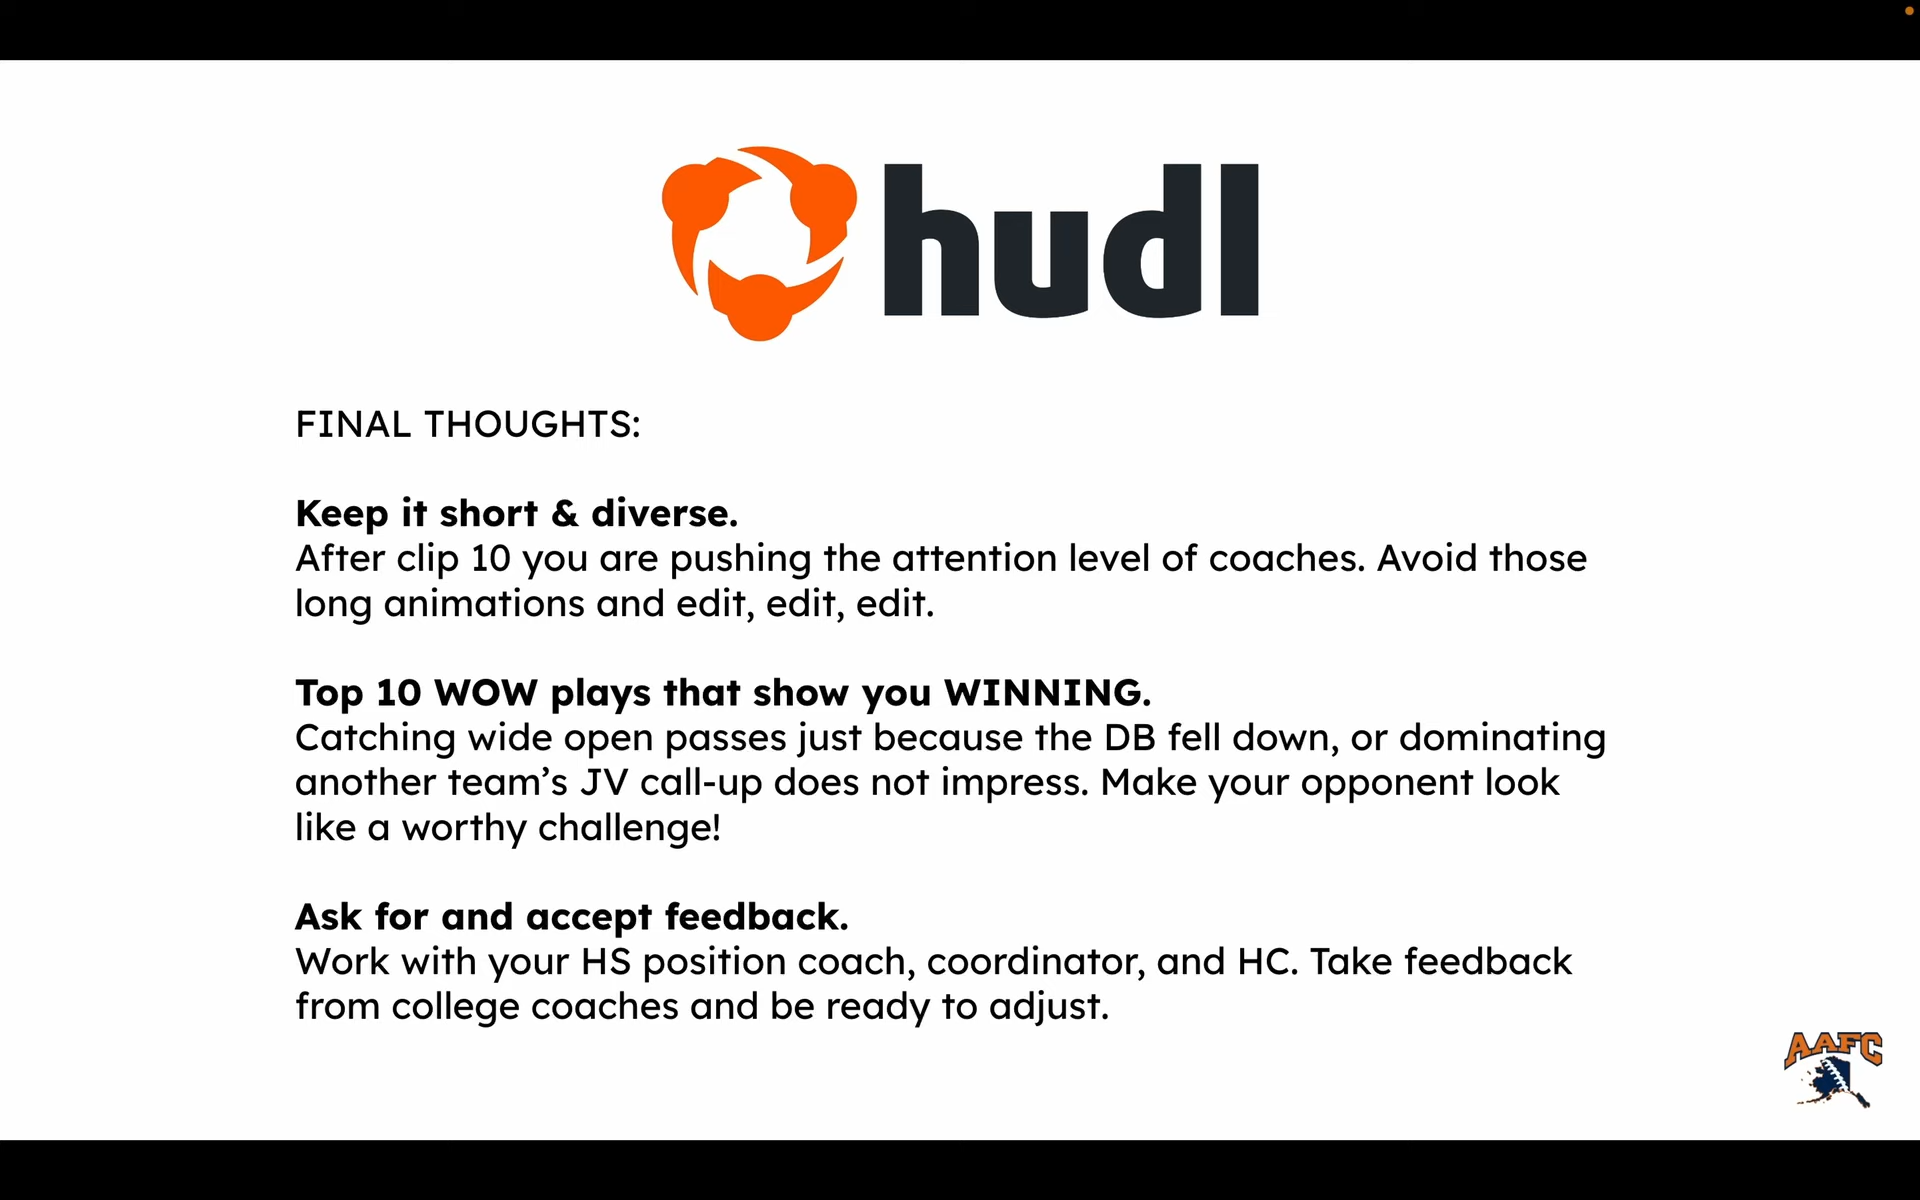 hudl
FINAL THOUGHTS:
Keep it short & diverse.
After clip 10 you are pushing the attention level of coaches. Avoid those
long animations and edit, edit, edit.
Top 10 WOW plays that show you WINNING.
Catching wide open passes just because the DB fell down, or dominating
another team’s JV call-up does not impress. Make your opponent look
like a worthy challenge!
Ask for and accept feedback.
Work with your HS position coach, coordinator, and HC. Take feedback
from college coaches and be ready to adjust.
AAFC